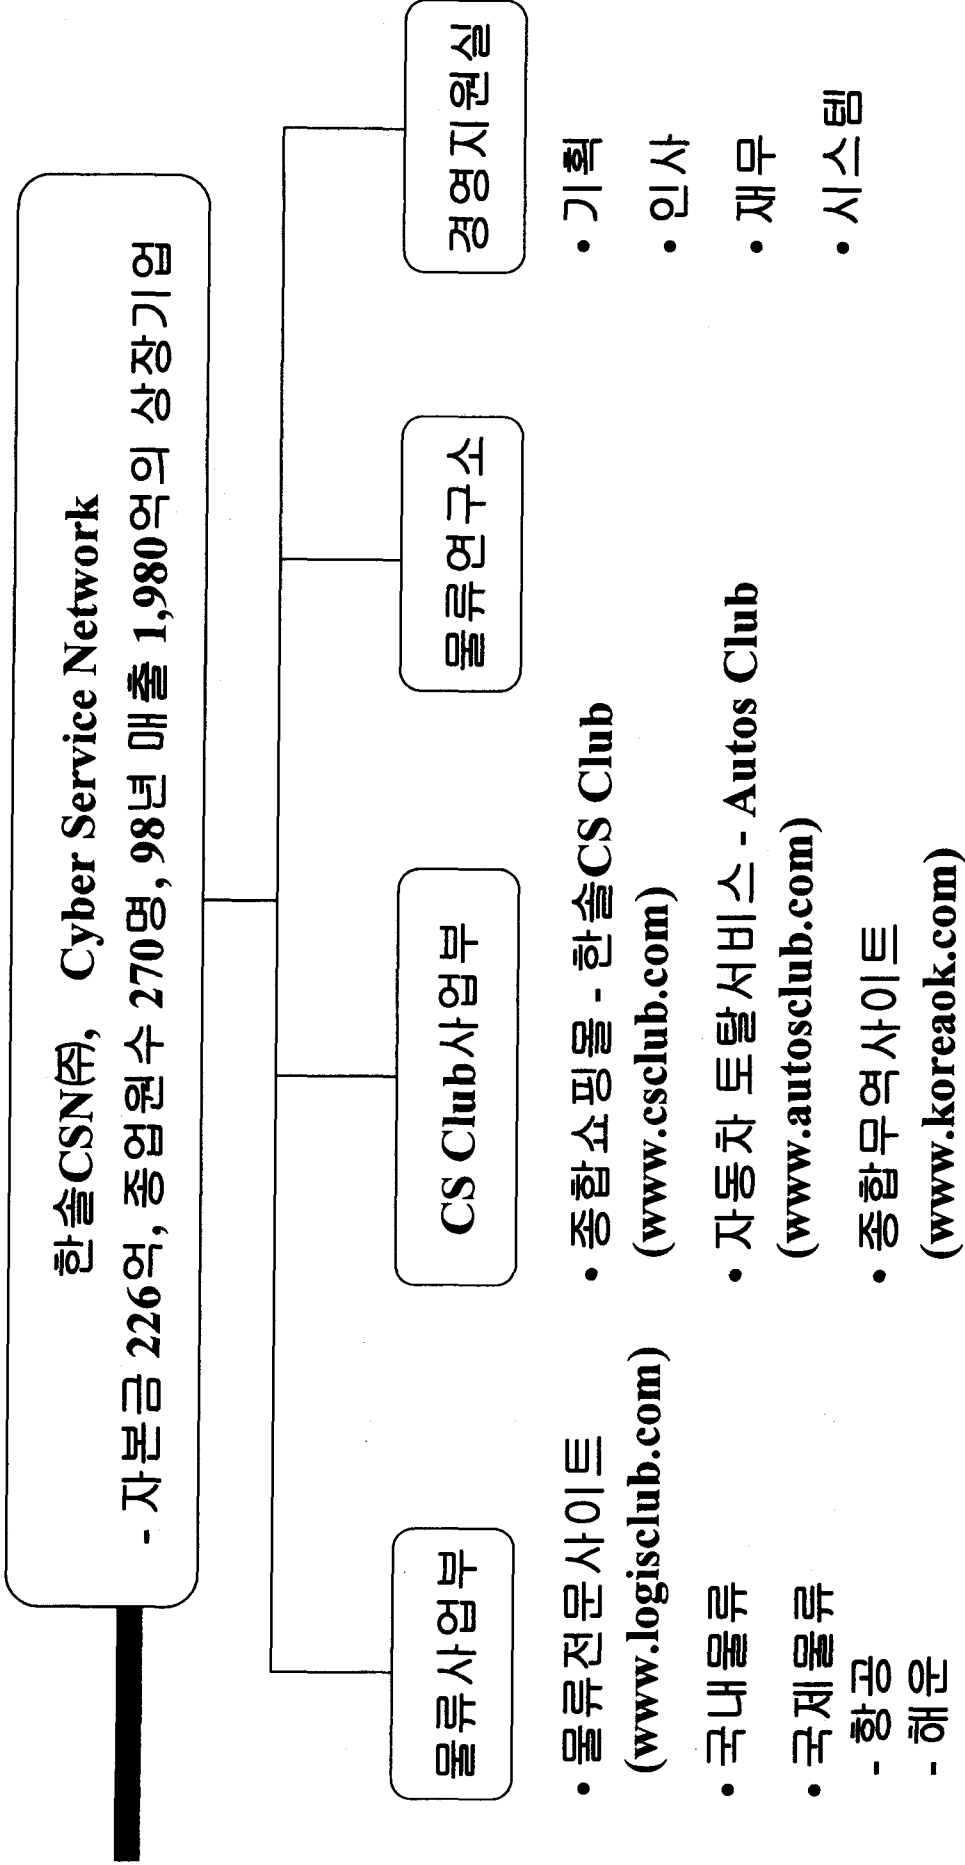 한솔CSN㈜, Cyber Service Network
- 자본금 226억, 종업원수 270명, 98년 매출 1,980억의 상장기업
물류사업부
• 물류전문사이트
(www.logisclub.com)
• 국내물류
• 국제물류
- 항공
- 해운
CS Club사업부
• 종합쇼핑몰 - 한솔CS Club
(www.csclub.com)
• 자동차 토탈서비스 - Autos Club
(www.autosclub.com)
• 종합무역사이트
(www.koreaok.com)
물류연구소
경영지원실
• 기획
• 인사
• 재무
• 시스템